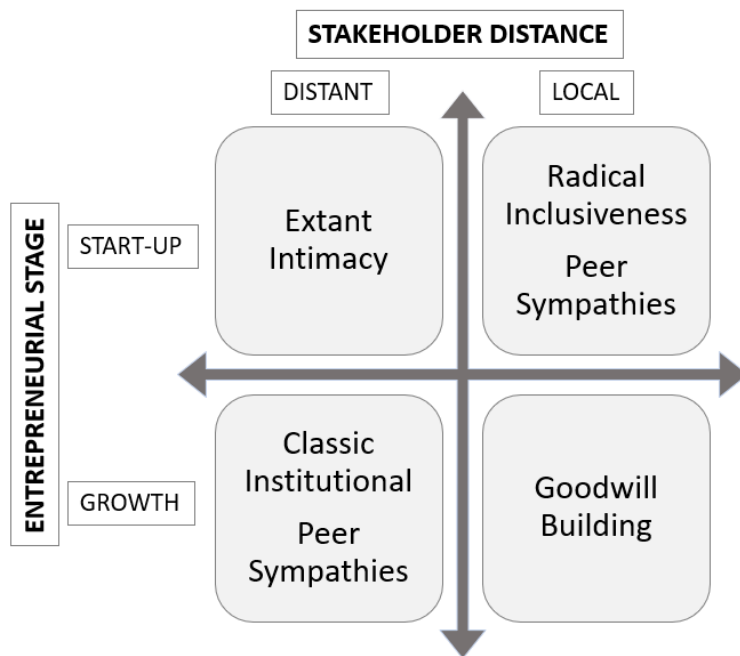 STAKEHOLDER DISTANCE
DISTANT
LOCAL
ENTREPRENEURIAL STAGE
START-UP
Extant
Intimacy
Radical
Inclusiveness
Peer
Sympathies
GROWTH
Classic
Institutional
Peer
Sympathies
Goodwill
Building